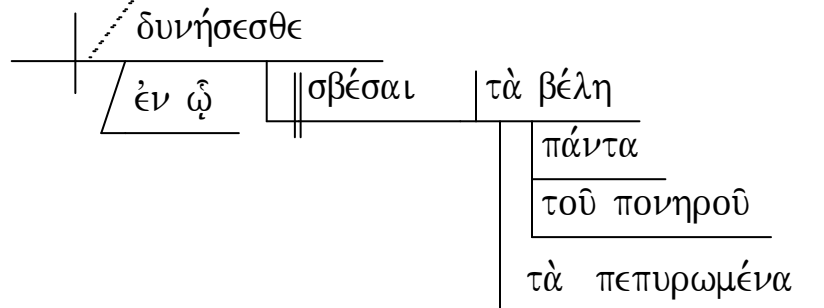 δυνήσεσθε
ἐν ᾧ
σβέσαι
τὰ βέλη
πάντα
τοῦ πονηροῦ
τὰ πεπυρωμένα